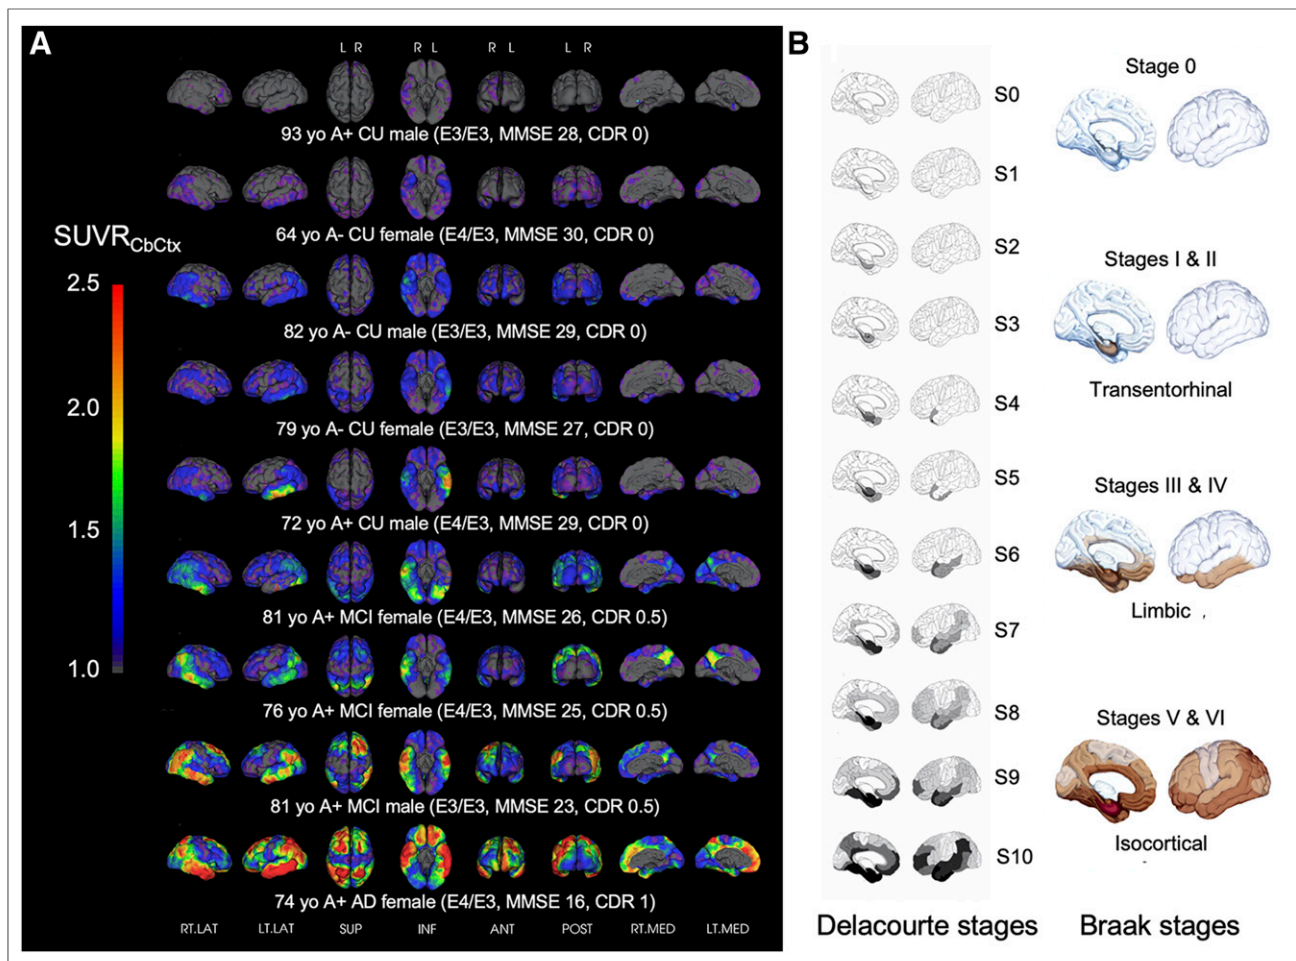 A
L R
R L
R L
L R
93 yo A+ CU male (E3/E3, MMSE 28, CDR 0)
64 yo A- CU female (E4/E3, MMSE 30, CDR 0)
SUVRCbCtx
2.5
2.0
1.5
1.0
82 yo A- CU male (E3/E3, MMSE 29, CDR 0)
79 yo A- CU female (E3/E3, MMSE 27, CDR 0)
72 yo A+ CU male (E4/E3, MMSE 29, CDR 0)
81 yo A+ MCI female (E4/E3, MMSE 26, CDR 0.5)
76 yo A+ MCI female (E4/E3, MMSE 25, CDR 0.5)
81 yo A+ MCI male (E3/E3, MMSE 23, CDR 0.5)
74 yo A+ AD female (E4/E3, MMSE 16, CDR 1)
RT.LAT LT.LAT SUP INF ANT POST RT.MED LT.MED
B
S0
S1
S2
S3
S4
S5
S6
S7
S8
S9
S10
Delacourte stages
Stage 0
Stages I & II
Transentorhinal
Stages III & IV
Limbic
Stages V & VI
Isocortical
Braak stages